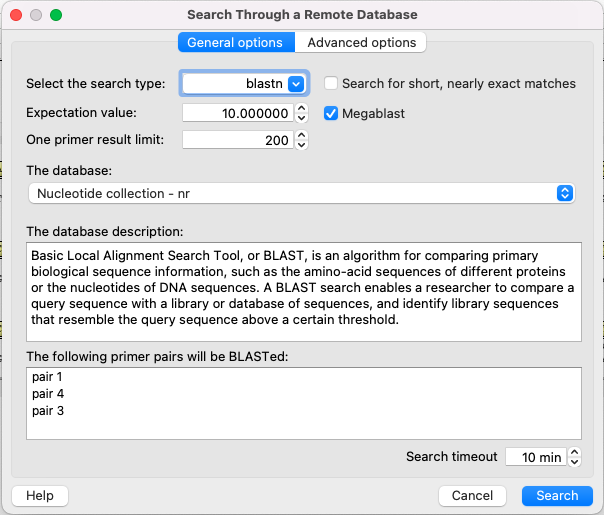 Search Through a Remote Database
General options
Advanced options
Select the search type:
blastn
Search for short, nearly exact matches
Expectation value:
10.000000
Megablast
One primer result limit:
200
The database:
Nucleotide collection - nr
The database description:
Basic Local Alignment Search Tool, or BLAST, is an algorithm for comparing primary
biological sequence information, such as the amino-acid sequences of different proteins
or the nucleotides of DNA sequences. A BLAST search enables a researcher to compare a
query sequence with a library or database of sequences, and identify library sequences
that resemble the query sequence above a certain threshold.
The following primer pairs will be BLASTed:
pair 1
pair 4
pair 3
Search timeout
10 min
Help
Cancel
Search